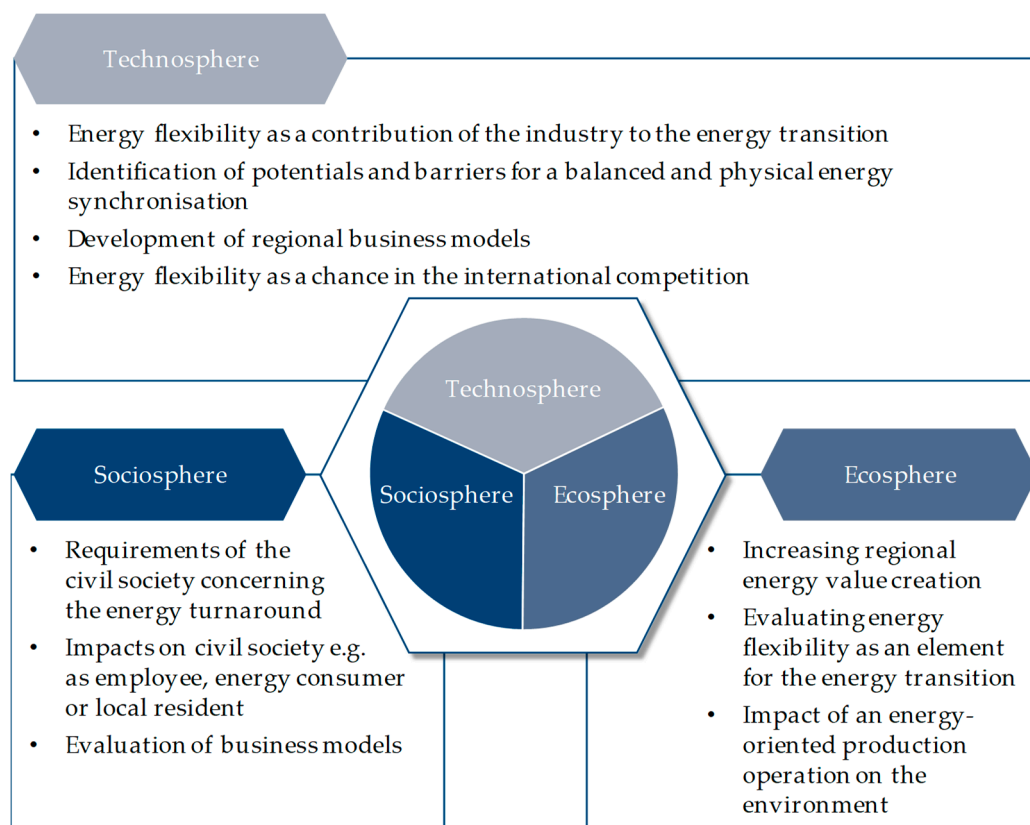 Technosphere
• Energy flexibility as a contribution of the industry to the energy transition
• Identification of potentials and barriers for a balanced and physical energy
synchronisation
• Development of regional business models
• Energy flexibility as a chance in the international competition
Technosphere
Sociosphere
Ecosphere
Sociosphere
• Requirements of the
civil society concerning
the energy turnaround
• Impacts on civil society e.g.
as employee, energy consumer
or local resident
• Evaluation of business models
Ecosphere
• Increasing regional
energy value creation
• Evaluating energy
flexibility as an element
for the energy transition
• Impact of an energy-
oriented production
operation on the
environment